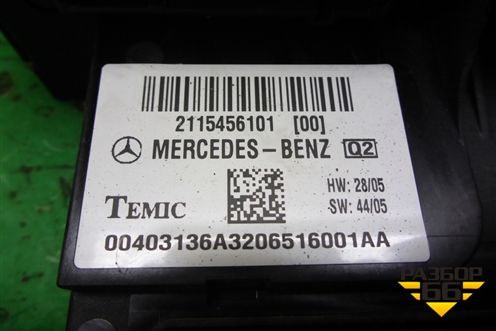 2115456101 [00]
MERCEDES-BENZ Q2
HW: 28/05
TEMIC SW: 44/05
00403136A3206516001AA
РАЗБОР
66